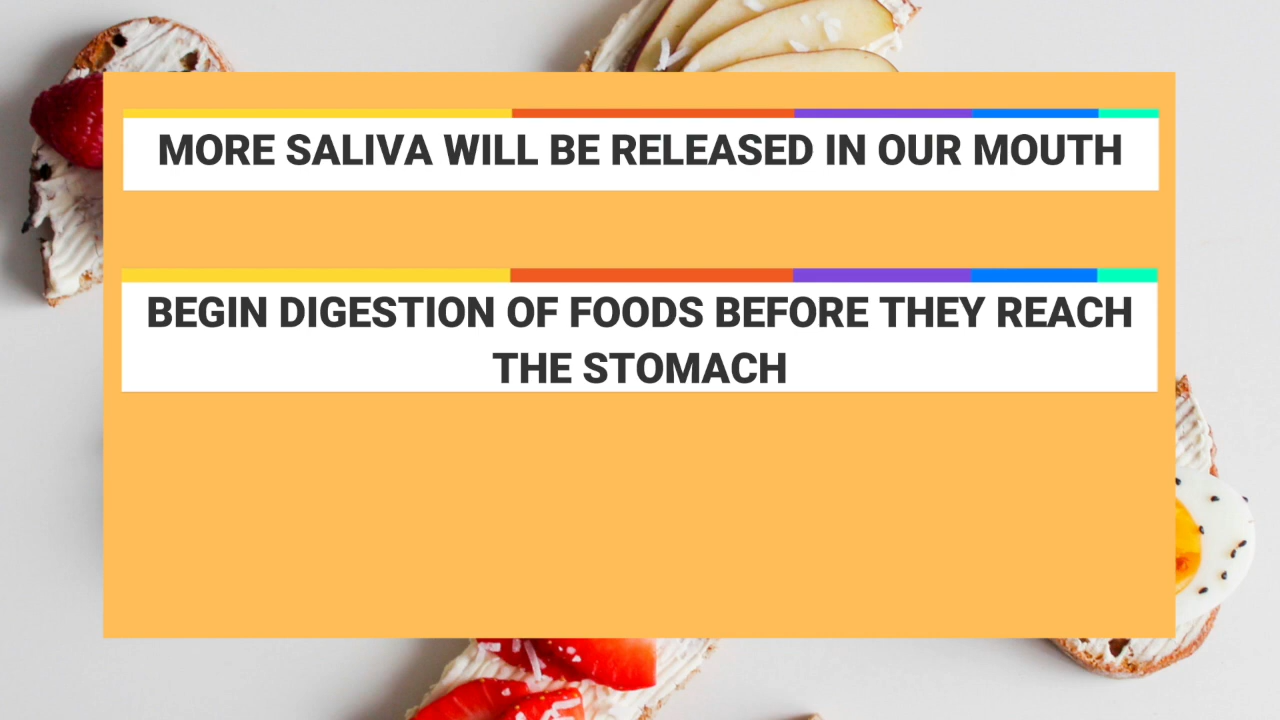 MORE SALIVA WILL BE RELEASED IN OUR MOUTH
BEGIN DIGESTION OF FOODS BEFORE THEY REACH
THE STOMACH